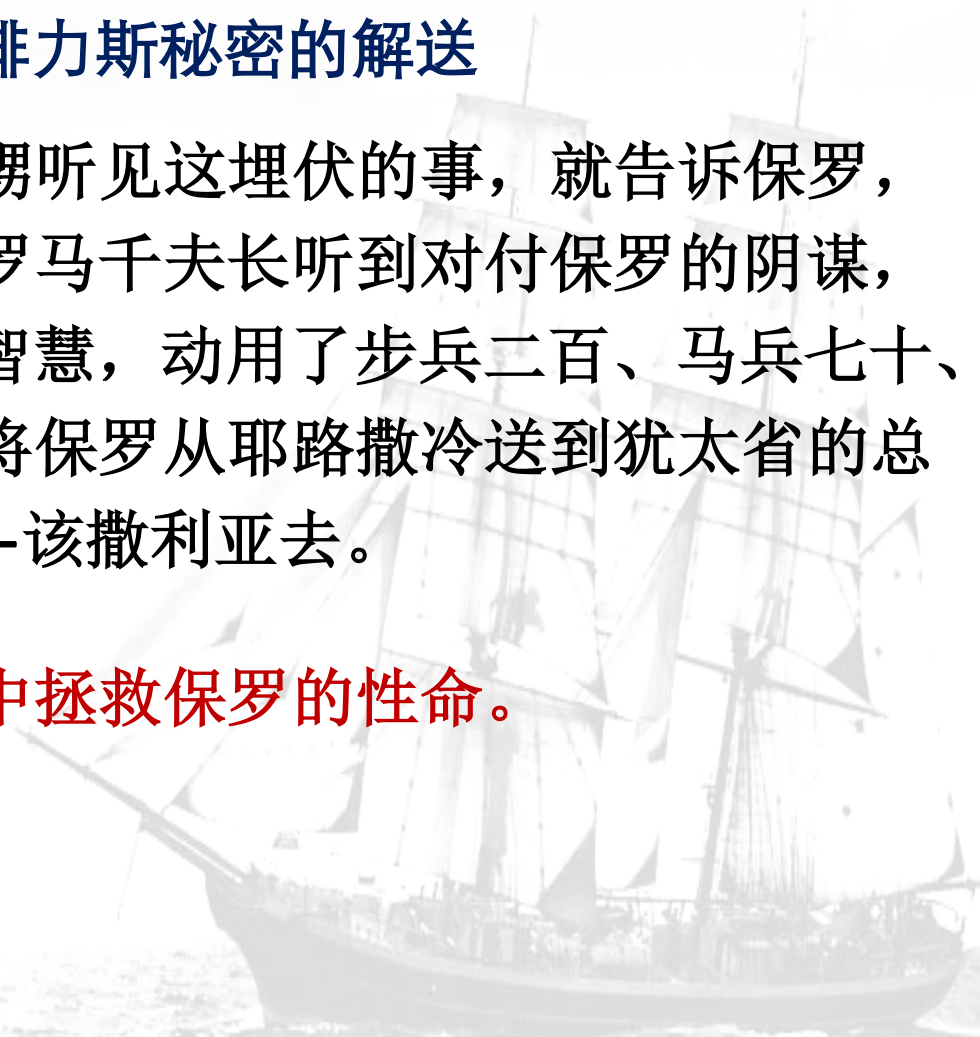 力斯秘密的解送
听见这埋伏的事，就告诉保罗，
马千夫长听到对付保罗的阴谋，
智慧，动用了步兵二百、马兵七十、
将保罗从耶路撒冷送到犹太省的总
-该撒利亚去。
中拯救保罗的性命。